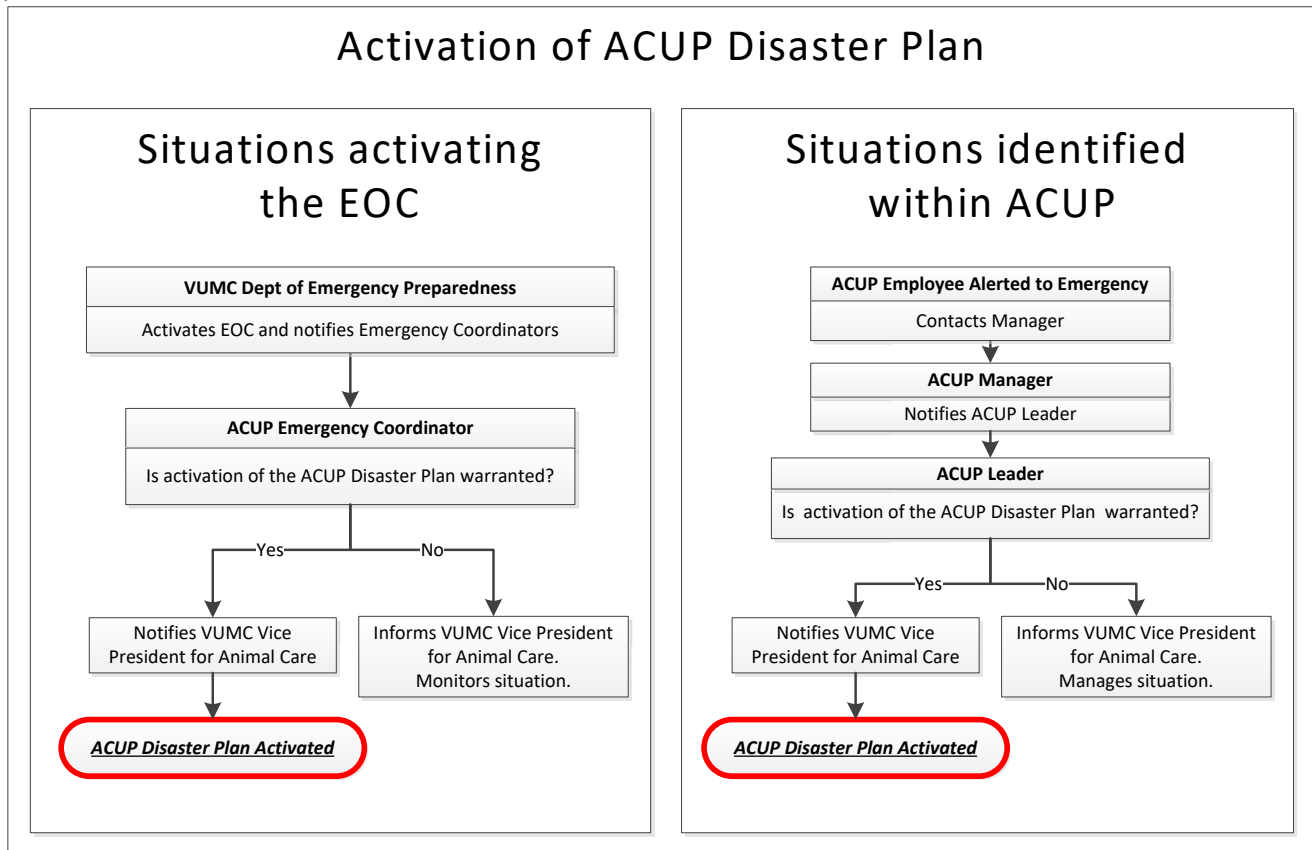 Activation of ACUP Disaster Plan
Situations activating
the EOC
VUMC Dept of Emergency Preparedness
Activates EOC and notifies Emergency Coordinators
ACUP Emergency Coordinator
Is activation of the ACUP Disaster Plan warranted?
Yes
No
Notifies VUMC Vice
President for Animal Care
Informs VUMC Vice President
for Animal Care.
Monitors situation.
ACUP Disaster Plan Activated
Situations identified
within ACUP
ACUP Employee Alerted to Emergency
Contacts Manager
ACUP Manager
Notifies ACUP Leader
ACUP Leader
Is activation of the ACUP Disaster Plan warranted?
Yes
No
Notifies VUMC Vice
President for Animal Care
Informs VUMC Vice President
for Animal Care.
Manages situation.
ACUP Disaster Plan Activated